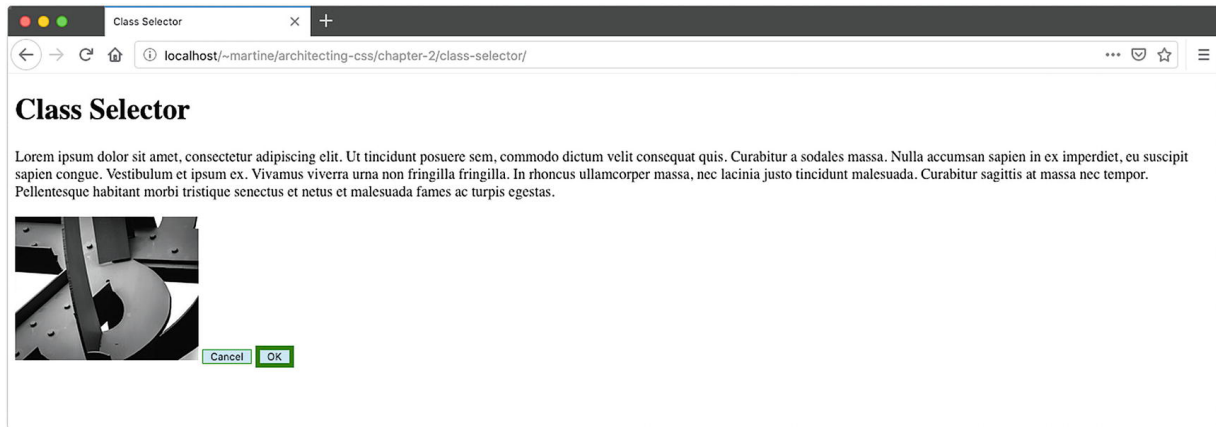 Class Selector
localhost/~martine/architecting-css/chapter-2/class-selector/
Class Selector
Lorem ipsum dolor sit amet, consectetur adipiscing elit. Ut tincidunt posuere sem, commodo dictum velit consequat quis. Curabitur a sodales massa. Nulla accumsan sapien in ex imperdiet, eu suscipit
sapien congue. Vestibulum et ipsum ex. Vivamus viverra urna non fringilla fringilla. In rhoncus ullamcorper massa, nec lacinia justo tincidunt malesuada. Curabitur sagittis at massa nec tempor.
Pellentesque habitant morbi tristique senectus et netus et malesuada fames ac turpis egestas.
Cancel OK